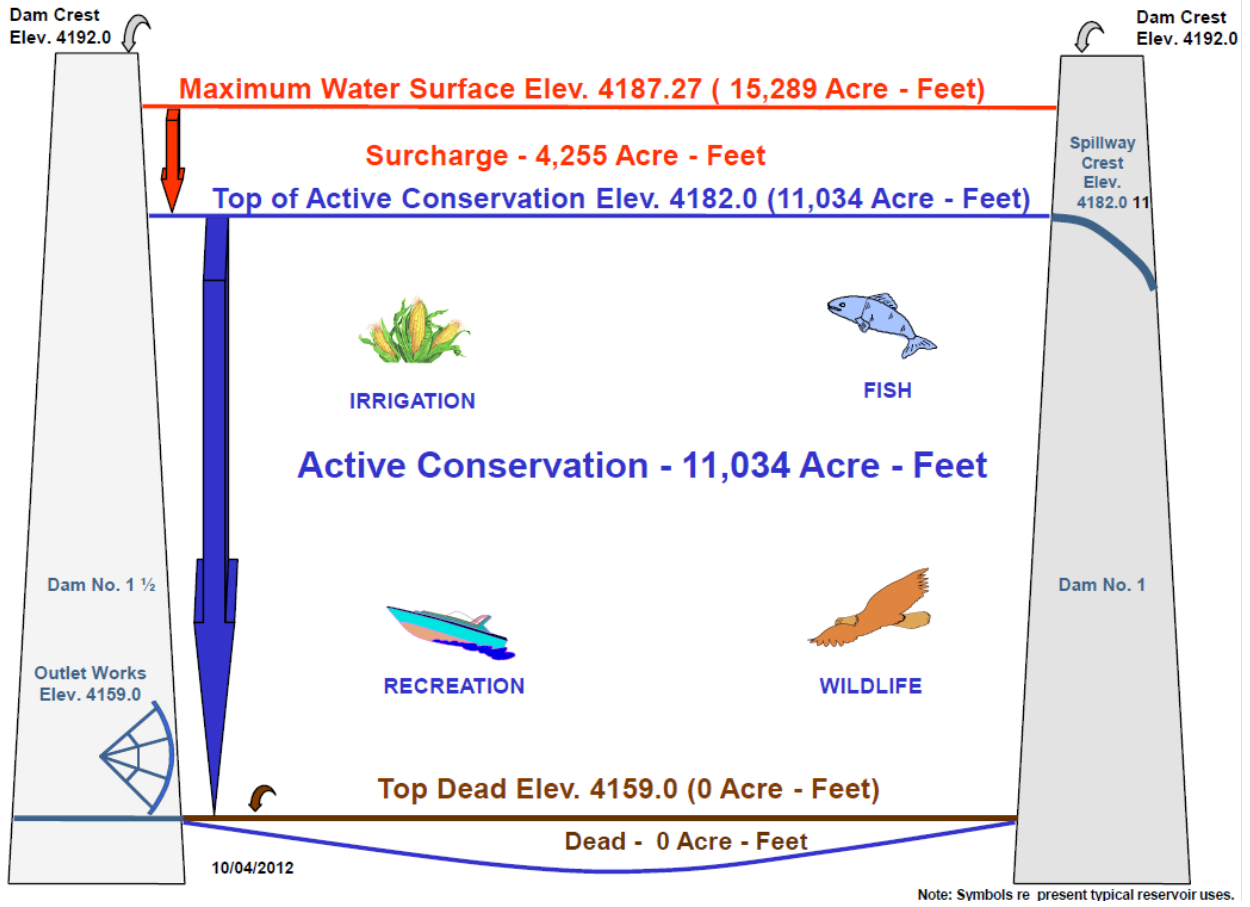 Dam Crest
Elev. 4192.0
Dam Crest
Elev. 4192.0
Maximum Water Surface Elev. 4187.27 ( 15,289 Acre - Feet)
Surcharge - 4,255 Acre - Feet
Spillway
Crest
Elev.
4182.0 11
Top of Active Conservation Elev. 4182.0 (11,034 Acre - Feet)
IRRIGATION
FISH
Active Conservation - 11,034 Acre - Feet
Dam No. 1 ½
Dam No. 1
Outlet Works
Elev. 4159.0
RECREATION
WILDLIFE
Top Dead Elev. 4159.0 (0 Acre - Feet)
Dead - 0 Acre - Feet
10/04/2012
Note: Symbols re present typical reservoir uses.